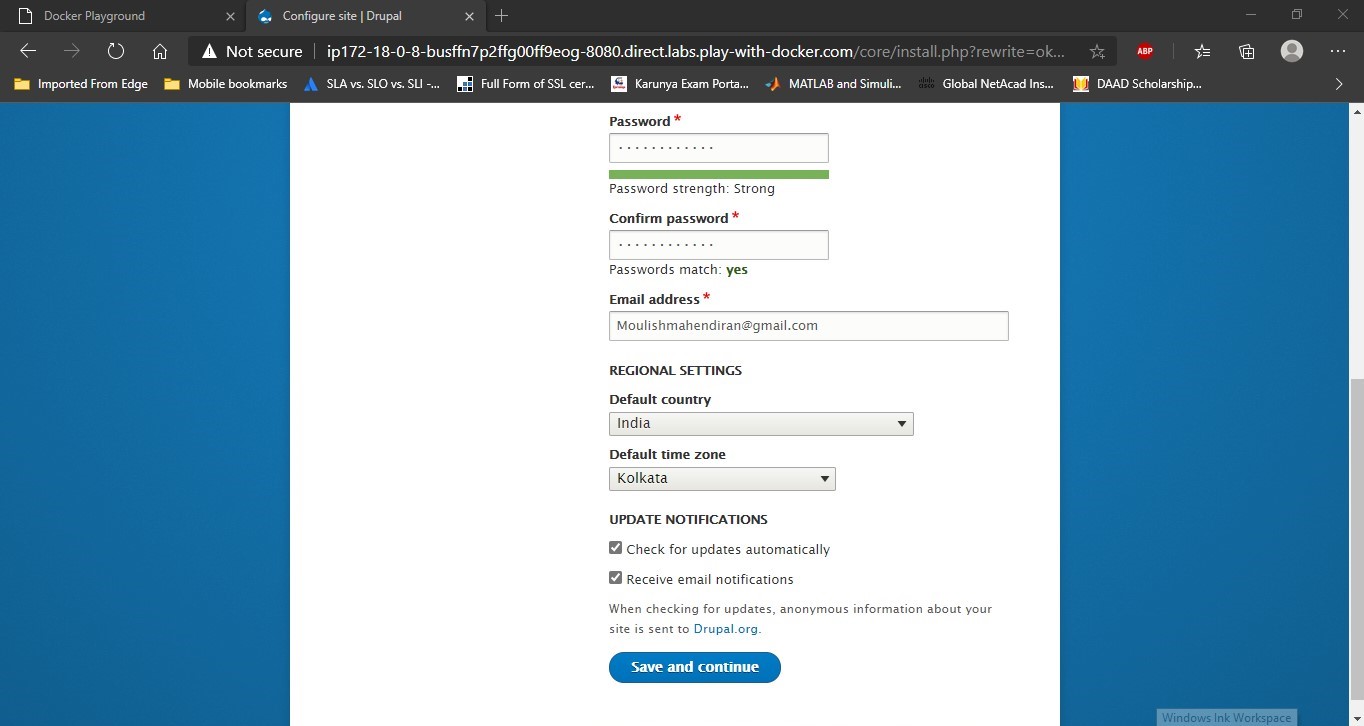 Docker Playground
Configure site | Drupal
Not secure
ip172-18-0-8-busffn7p2ffg00ff9eog-8080.direct.labs.play-with-docker.com/core/install.php?rewrite=ok...
ABP
Imported From Edge
Mobile bookmarks
SLA vs. SLO vs. SLI -...
Full Form of SSL cer...
Karunya Exam Porta...
MATLAB and Simuli...
Global NetAcad Ins...
DAAD Scholarship...
Password *
Password strength: Strong
Confirm password *
Passwords match: yes
Email address *
Moulishmahendiran@gmail.com
REGIONAL SETTINGS
Default country
India
Default time zone
Kolkata
UPDATE NOTIFICATIONS
Check for updates automatically
Receive email notifications
When checking for updates, anonymous information about your
site is sent to Drupal.org.
Save and continue
Windows Ink Workspace